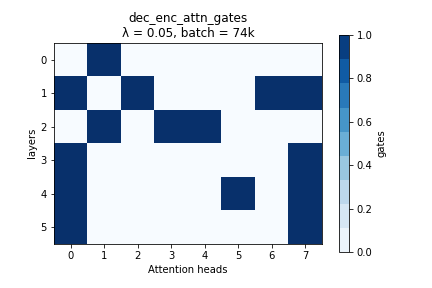 dec_enc_attn_gates
λ = 0.05, batch = 74k
layers
0
1
2
3
4
5
0 1 2 3 4 5 6 7
Attention heads
1.0
0.8
0.6
0.4
0.2
0.0
gates